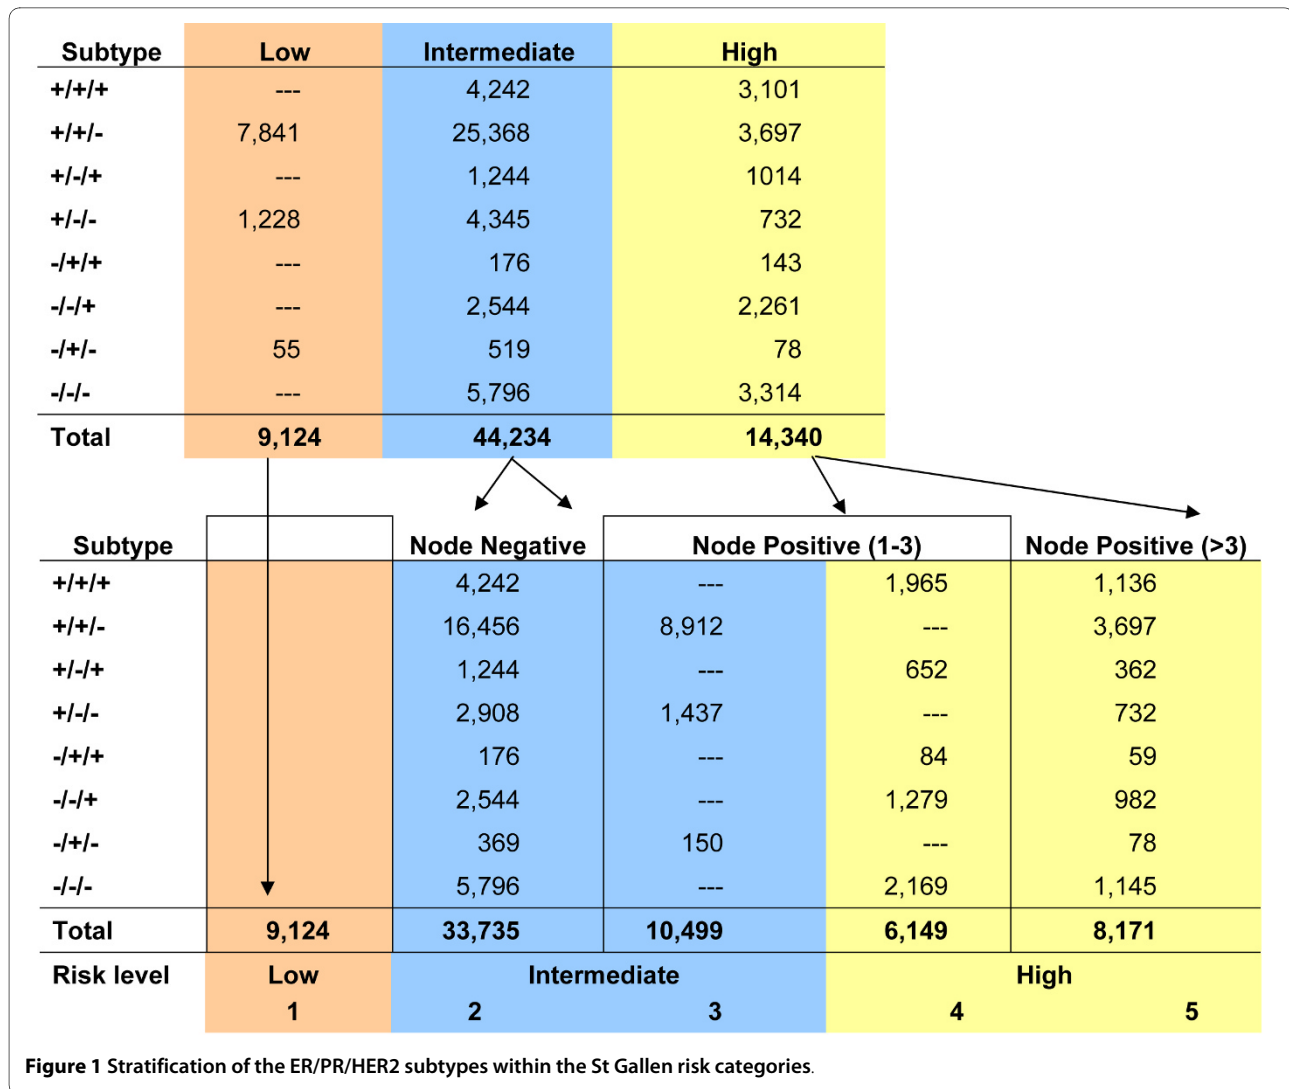 Subtype Low Intermediate High
+/+/+ --- 4,242 3,101
+/+/- 7,841 25,368 3,697
+/-/+ --- 1,244 1014
+/-/- 1,228 4,345 732
-/+/+ --- 176 143
-/-/+ --- 2,544 2,261
-/+/- 55 519 78
-/-/- --- 5,796 3,314
Total 9,124 44,234 14,340
Subtype Node Negative Node Positive (1-3) Node Positive (>3)
+/+/+ 4,242 --- 1,965 1,136
+/+/- 16,456 8,912 --- 3,697
+/-/+ 1,244 --- 652 362
+/-/- 2,908 1,437 --- 732
-/+/+ 176 --- 84 59
-/-/+ 2,544 --- 1,279 982
-/+/- 369 150 --- 78
-/-/- 5,796 --- 2,169 1,145
Total 9,124 33,735 10,499 6,149 8,171
Risk level Low Intermediate High
1 2 3 4 5
Figure 1 Stratification of the ER/PR/HER2 subtypes within the St Gallen risk categories.